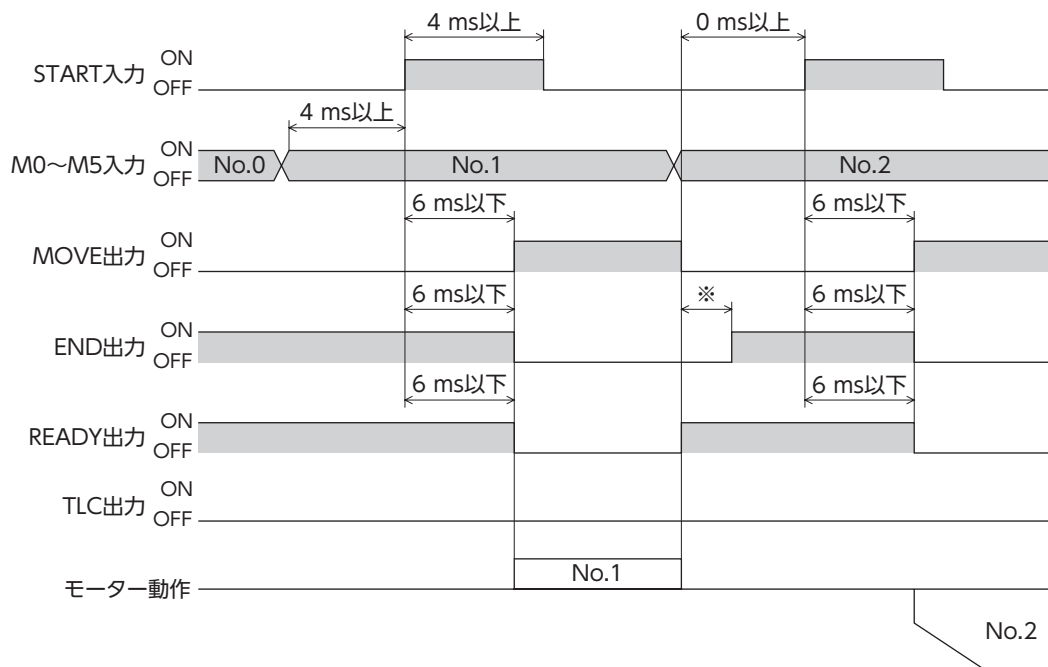 4 ms以上
0 ms以上
START入力
ON
OFF
4 ms以上
M0～M5入力
ON
OFF
No.0
No.1
No.2
6 ms以下
6 ms以下
MOVE出力
ON
OFF
6 ms以下
※
6 ms以下
END出力
ON
OFF
6 ms以下
6 ms以下
READY出力
ON
OFF
TLC出力
ON
OFF
モーター動作
No.1
No.2